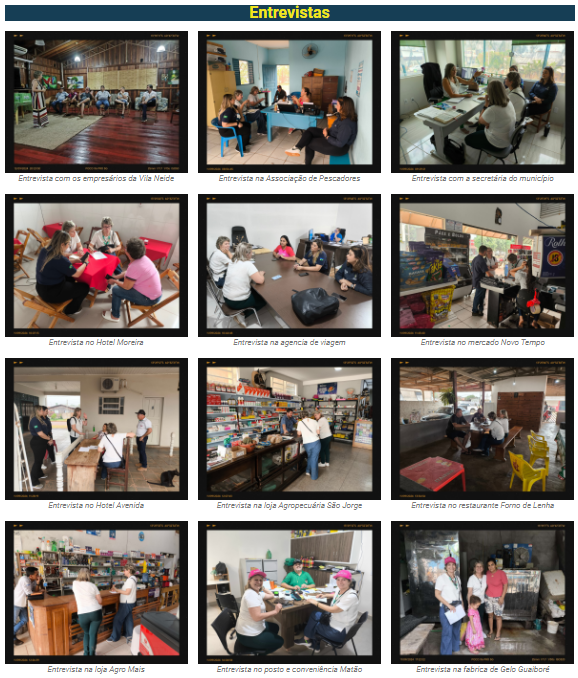 Entrevistas
Entrevista com os empresários da Vila Neide
Entrevista na Associação de Pescadores
Entrevista com a secretária do município
Entrevista no Hotel Moreira
Entrevista na agencia de viagem
Entrevista no mercado Novo Tempo
Entrevista no Hotel Avenida
Entrevista na loja Agropecuária São Jorge
Entrevista no restaurante Forno de Lenha
Entrevista na loja Agro Mais
Entrevista no posto e conveniência Matão
Entrevista na fabrica de Gelo Guaiboré